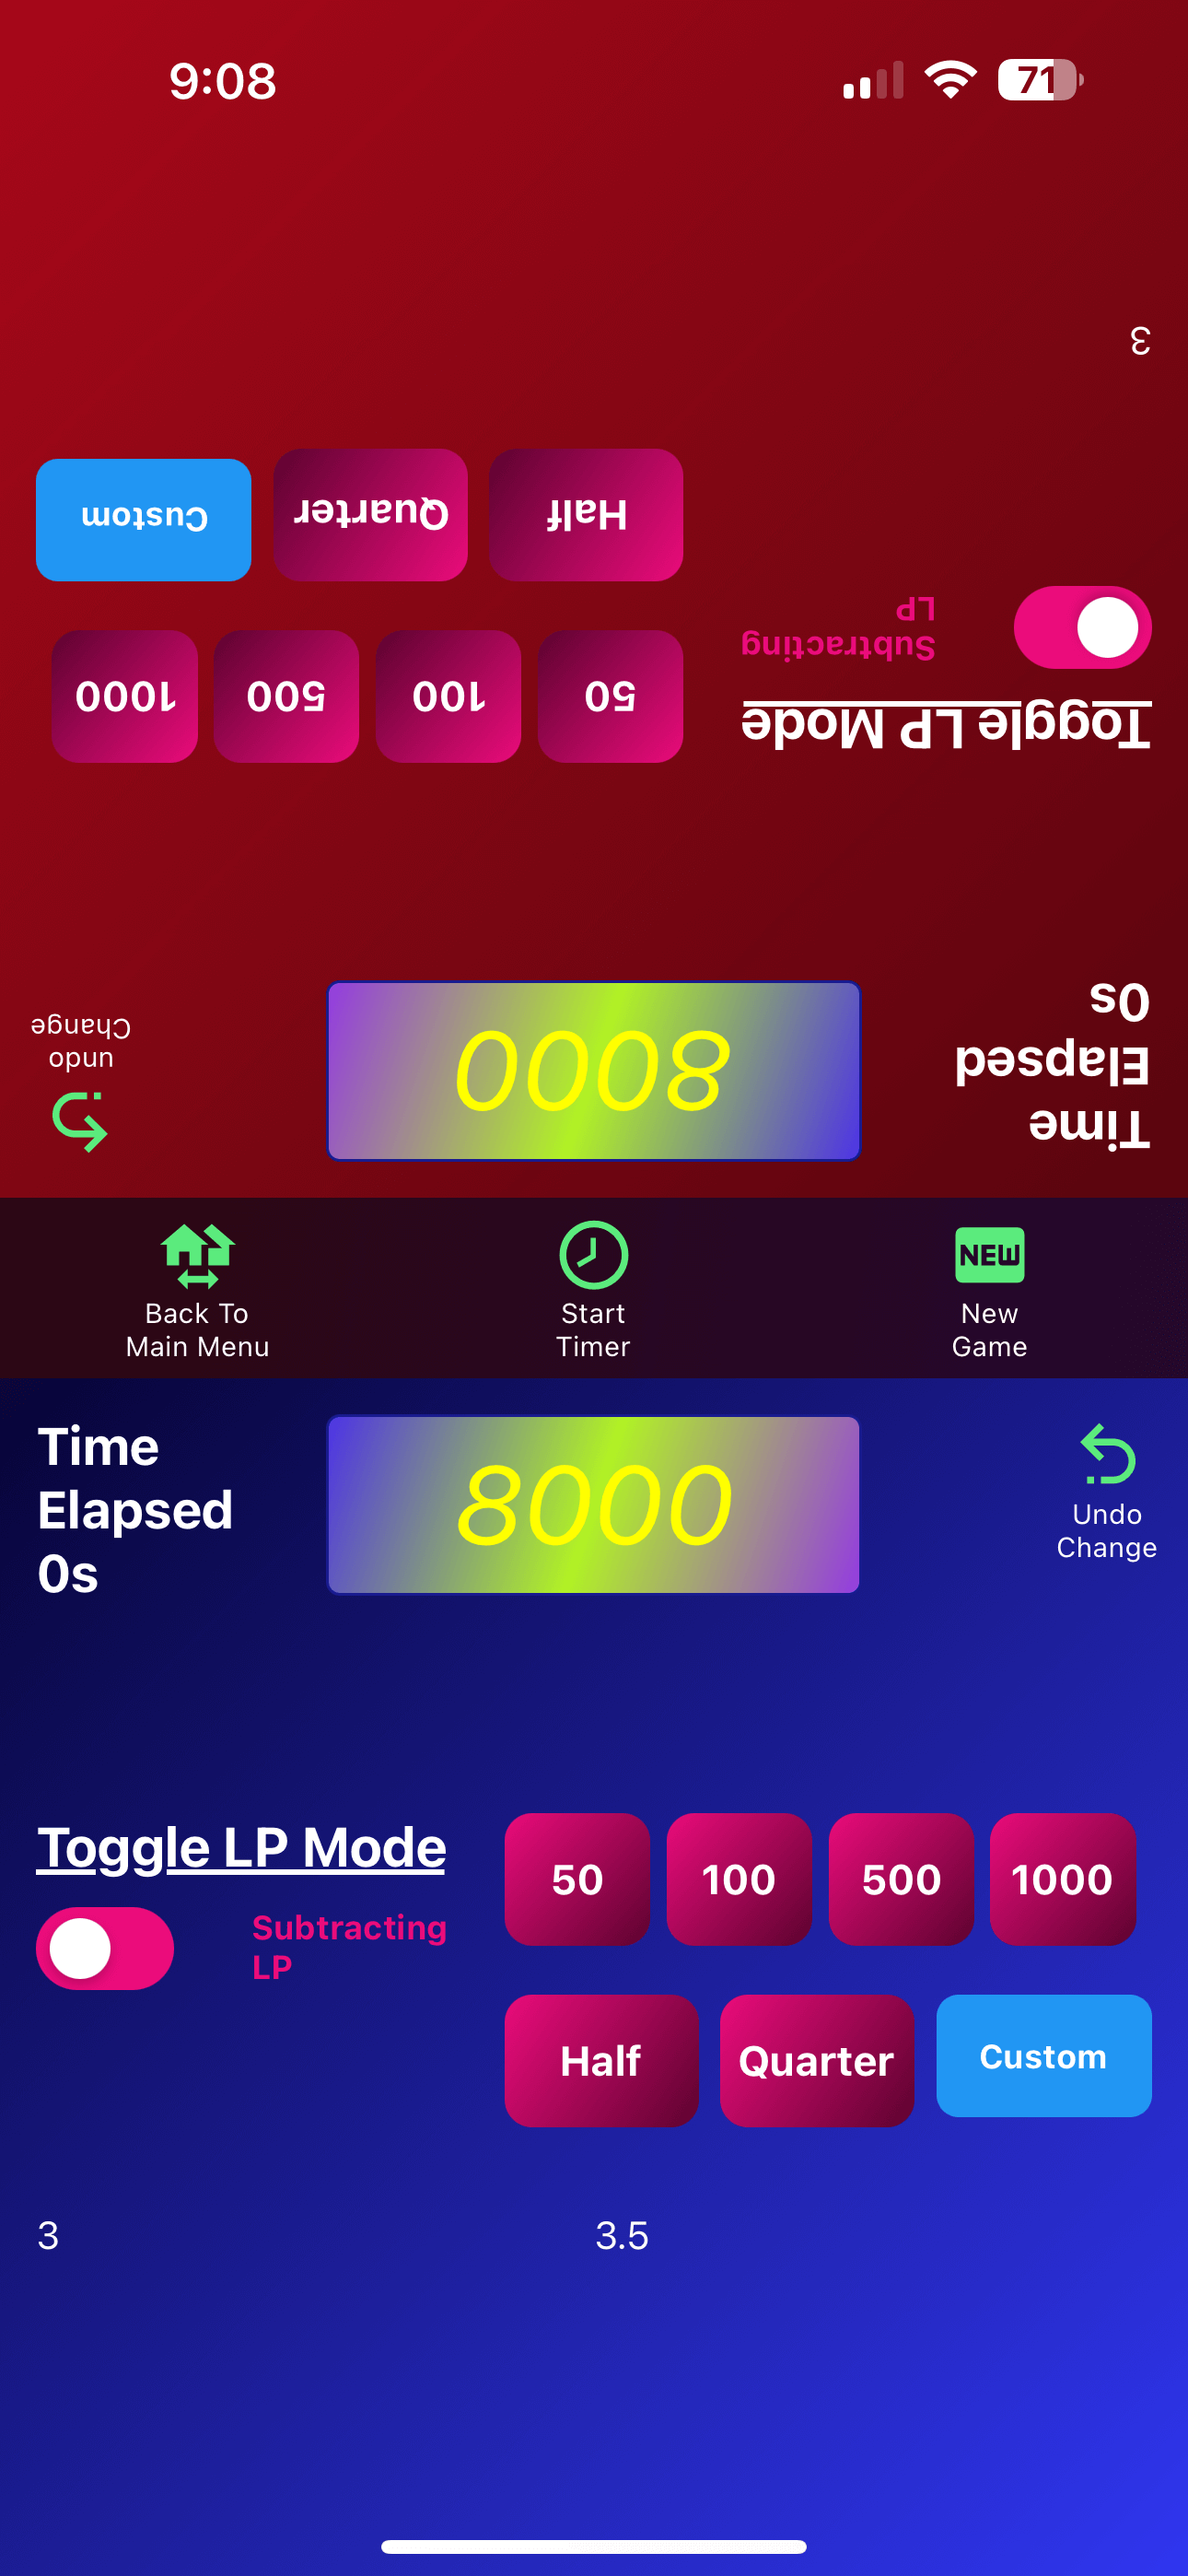 9:08
71
3
Custom
Quarter
Half
Subtracting
LP
1000
500
100
50
Toggle LP Mode
Time
Elapsed
0s
8000
undo
Change
Back To
Main Menu
Start
Timer
NEW
New
Game
Time
Elapsed
0s
8000
Undo
Change
Toggle LP Mode
Subtracting
LP
50
100
500
1000
Half
Quarter
Custom
3
3.5